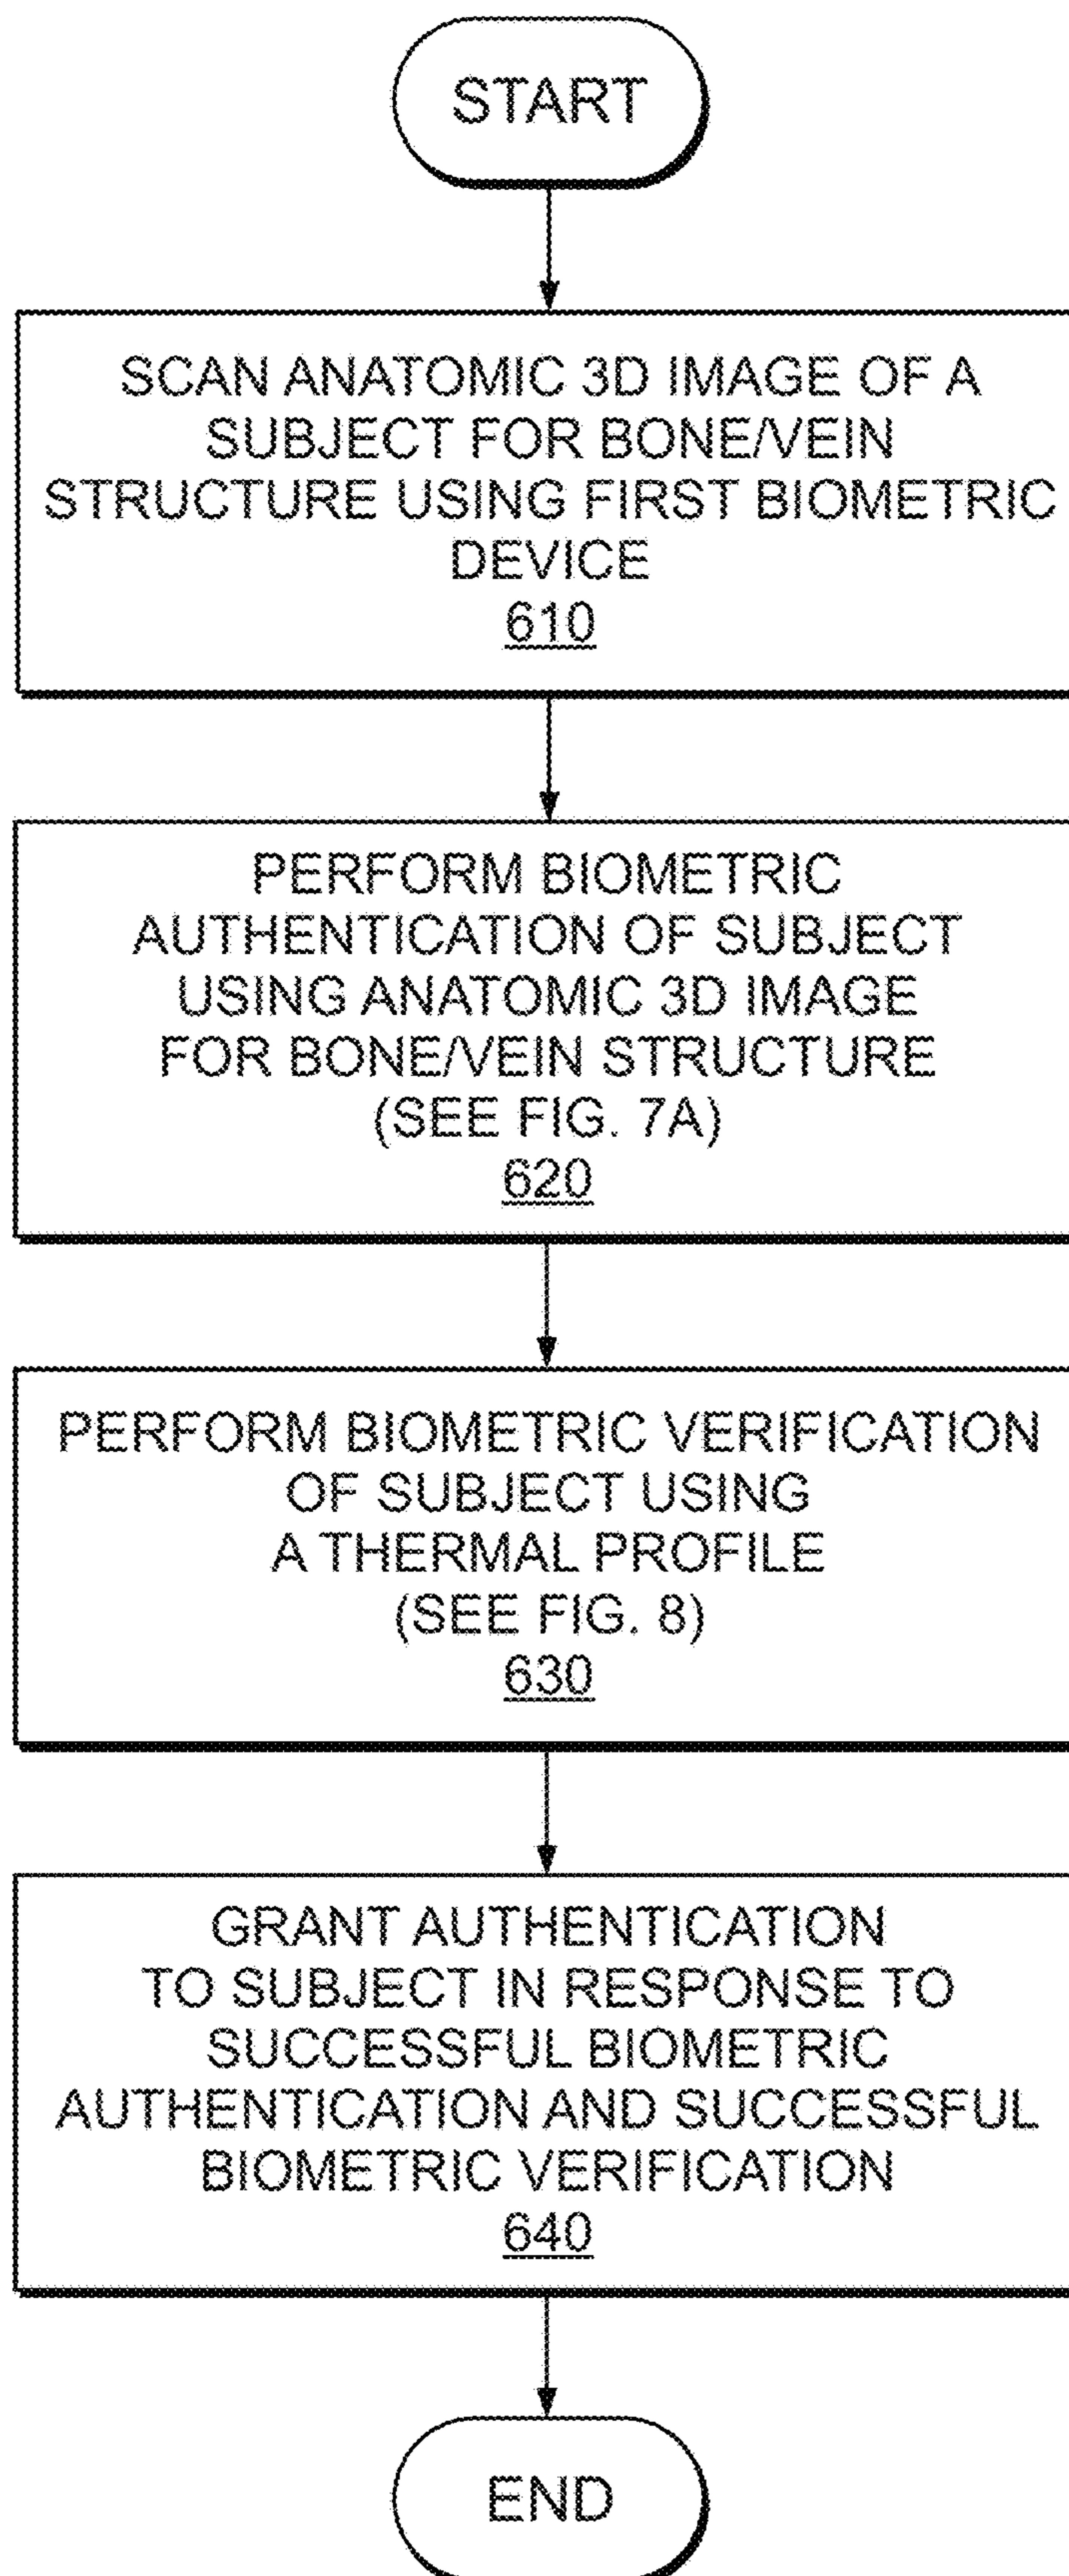 START
SCAN ANATOMIC 3D IMAGE OF A
SUBJECT FOR BONE/VEIN
STRUCTURE USING FIRST BIOMETRIC
DEVICE
610
PERFORM BIOMETRIC
AUTHENTICATION OF SUBJECT
USING ANATOMIC 3D IMAGE
FOR BONE/VEIN STRUCTURE
(SEE FIG. 7A)
620
PERFORM BIOMETRIC VERIFICATION
OF SUBJECT USING
A THERMAL PROFILE
(SEE FIG. 8)
630
GRANT AUTHENTICATION
TO SUBJECT IN RESPONSE TO
SUCCESSFUL BIOMETRIC
AUTHENTICATION AND SUCCESSFUL
BIOMETRIC VERIFICATION
640
END